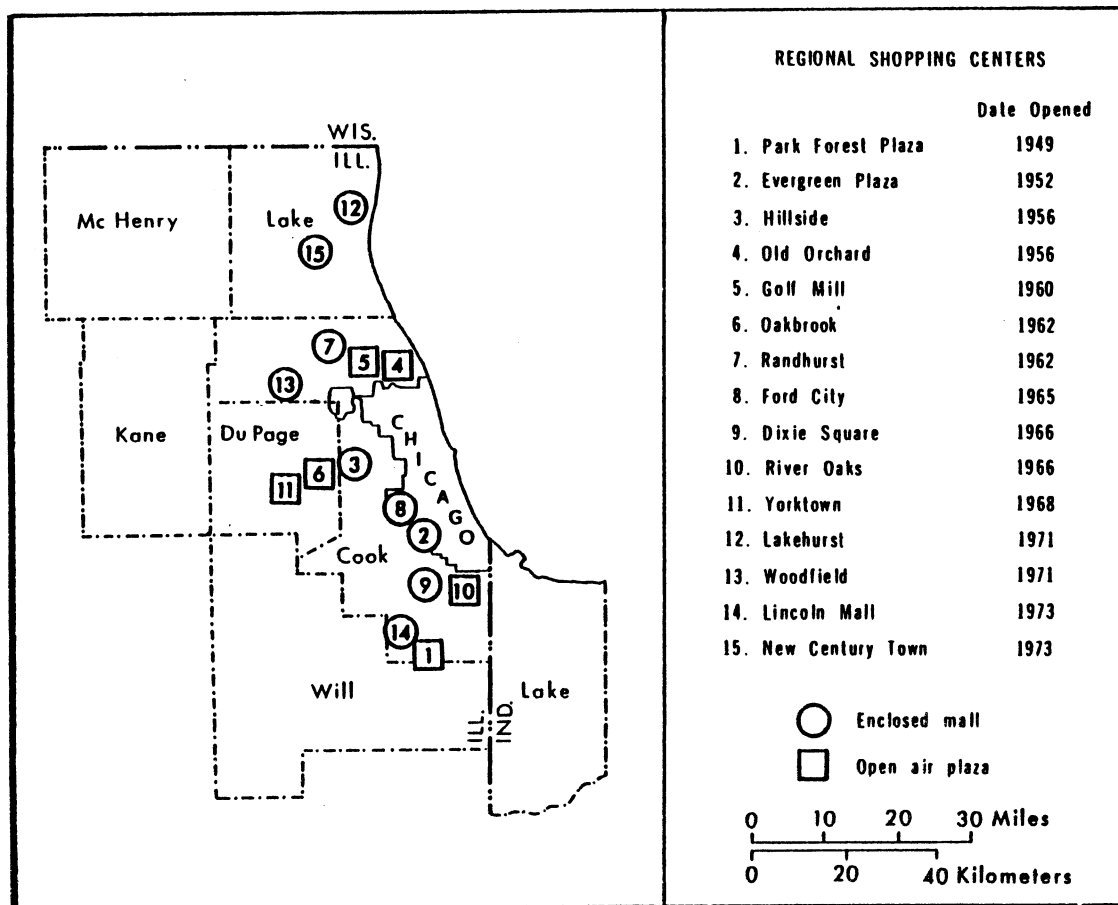 WIS.
ILL.
Mc Henry
Lake
12
15
7
5
4
13
Kane
Du Page
CHICAGO
11
6
3
8
2
Cook
9
10
14
1
Will
Lake
ILL.
IND.
REGIONAL SHOPPING CENTERS
Date Opened
1. Park Forest Plaza 1949
2. Evergreen Plaza 1952
3. Hillside 1956
4. Old Orchard 1956
5. Golf Mill 1960
6. Oakbrook 1962
7. Randhurst 1962
8. Ford City 1965
9. Dixie Square 1966
10. River Oaks 1966
11. Yorktown 1968
12. Lakehurst 1971
13. Woodfield 1971
14. Lincoln Mall 1973
15. New Century Town 1973
Enclosed mall
Open air plaza
0 10 20 30 Miles
0 20 40 Kilometers